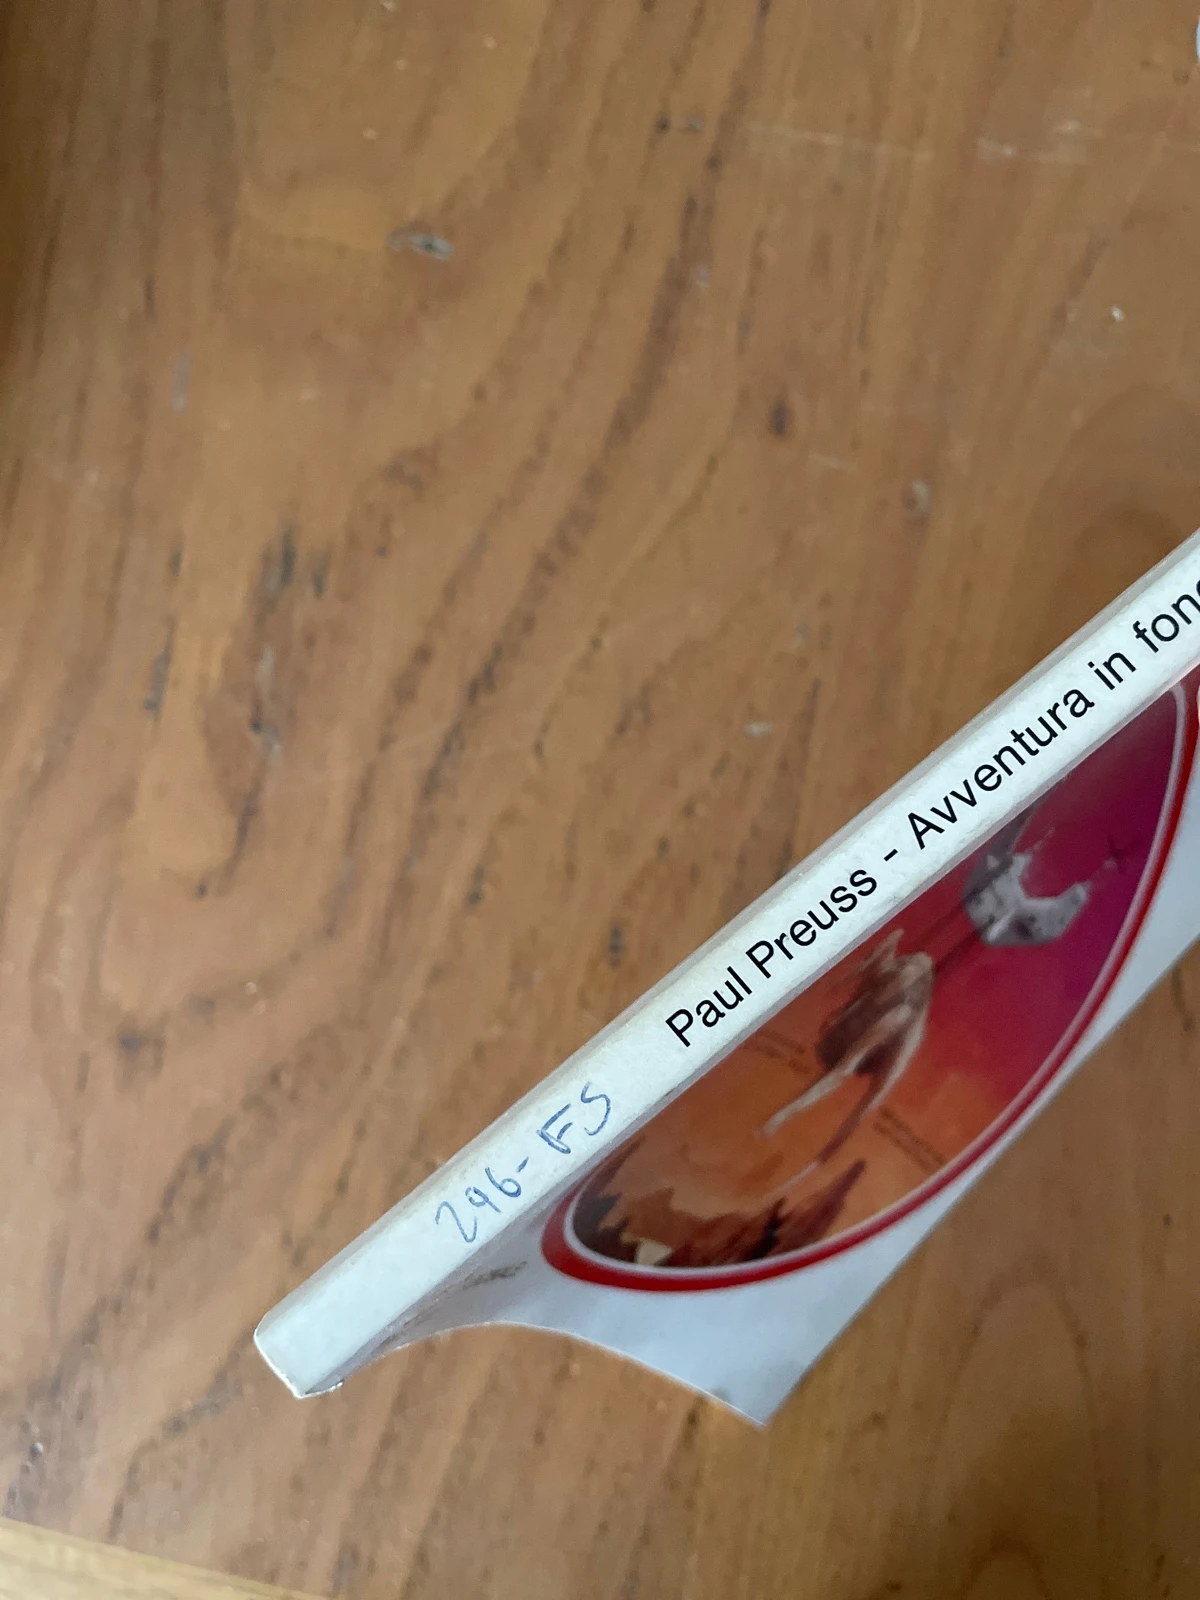 296-FS
Paul Preuss - Avventura in fon